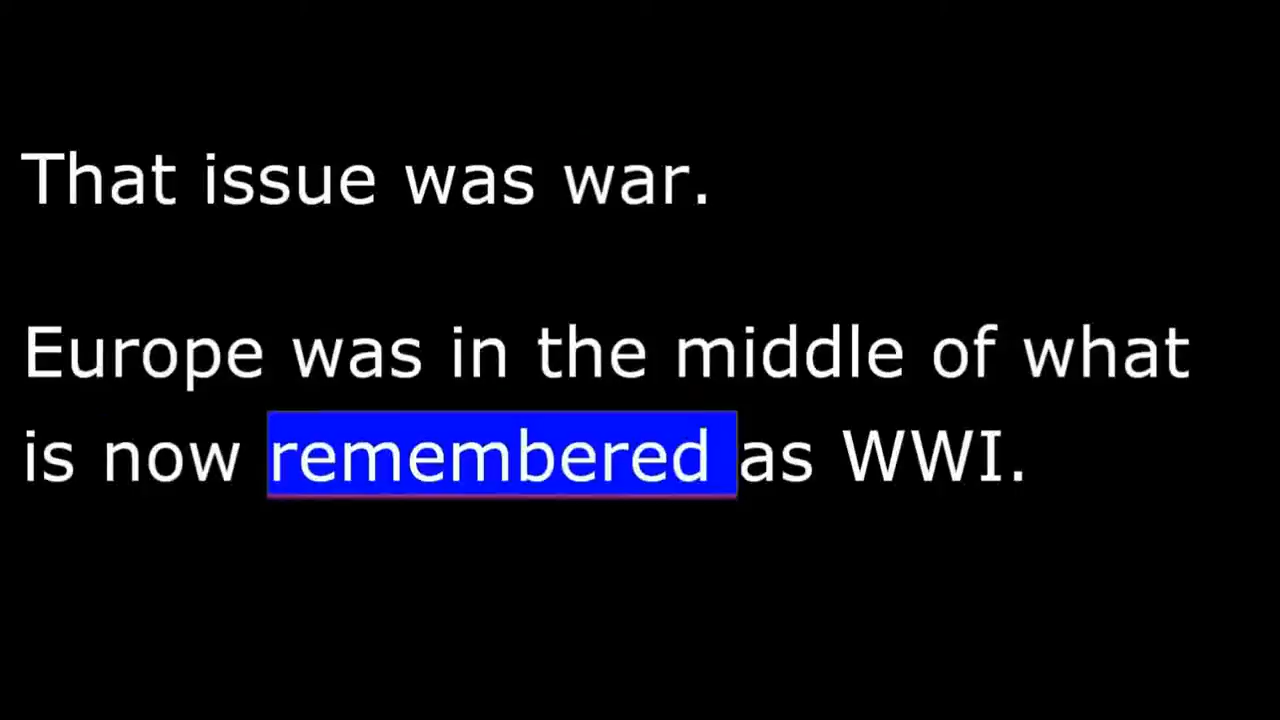 That issue was war.
Europe was in the middle of what
is now remembered as WWI.